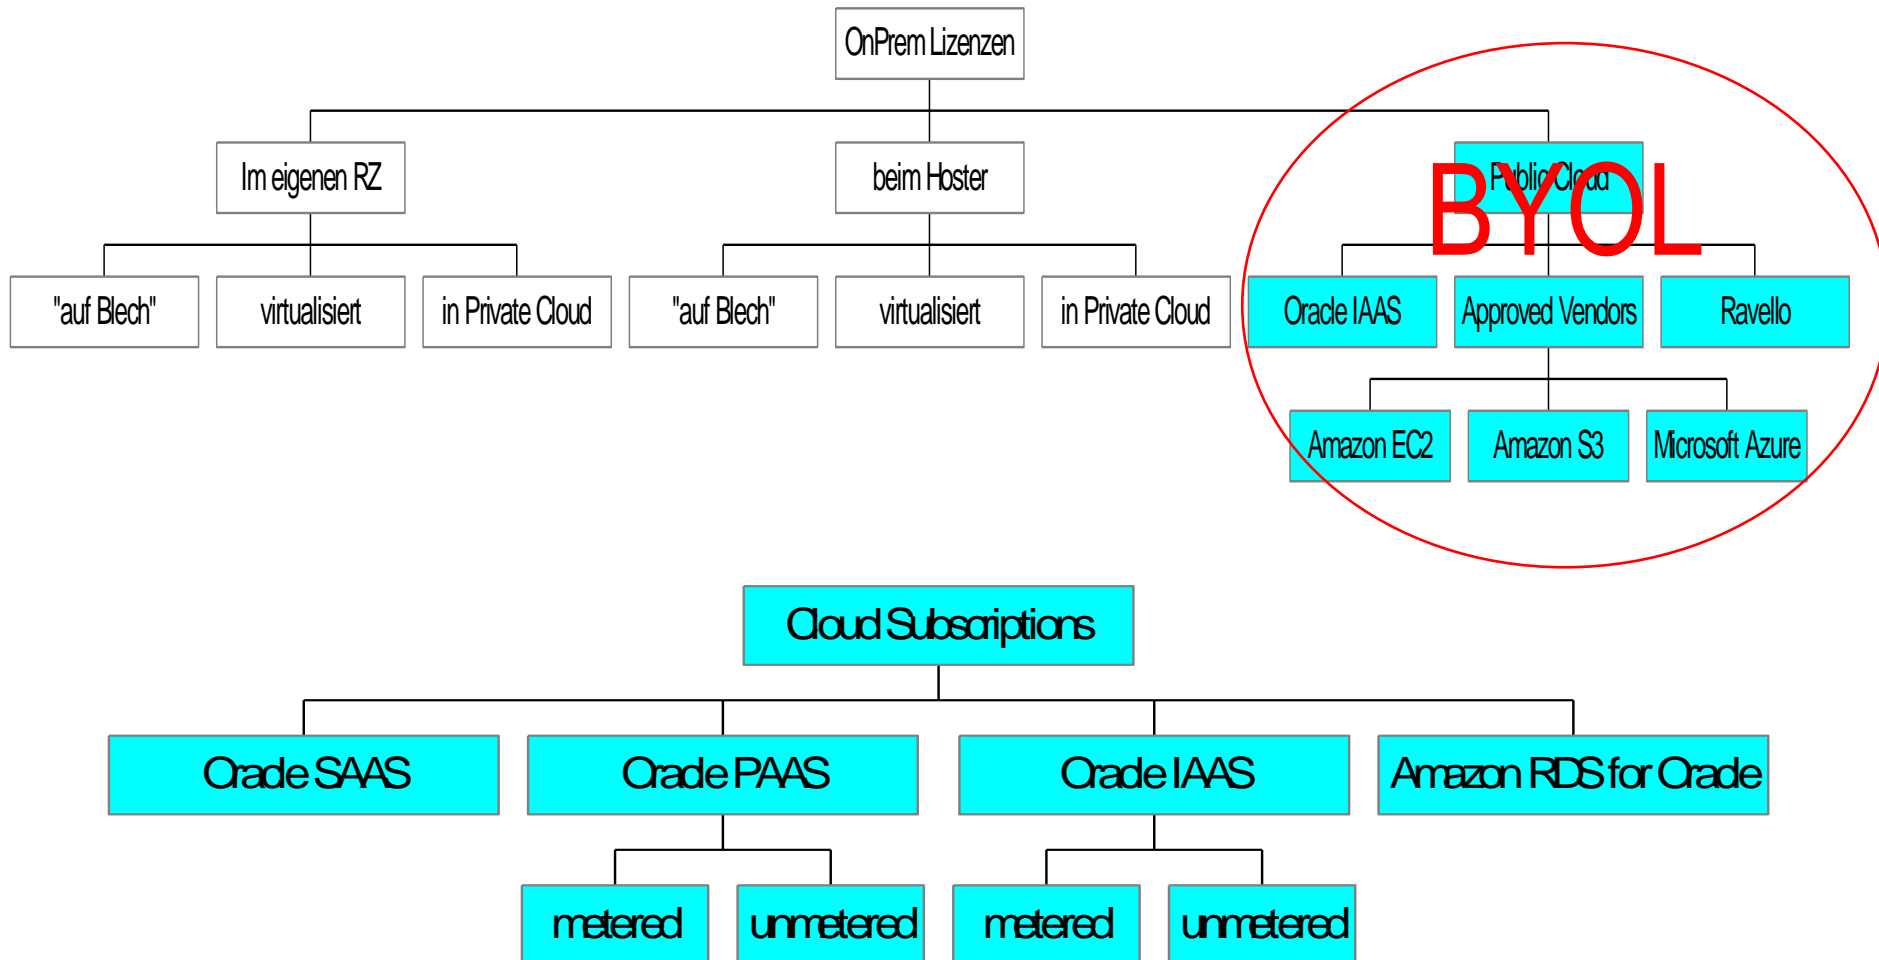 OnPrem Lizenzen
Im eigenen RZ
beim Hoster
Public Cloud
BYOL
"auf Blech"
virtualisiert
in Private Cloud
"auf Blech"
virtualisiert
in Private Cloud
Oracle IAAS
Approved Vendors
Ravello
Amazon EC2
Amazon S3
Microsoft Azure
Cloud Subscriptions
Oracle SAAS
Oracle PAAS
Oracle IAAS
Amazon RDS for Oracle
metered
unmetered
metered
unmetered